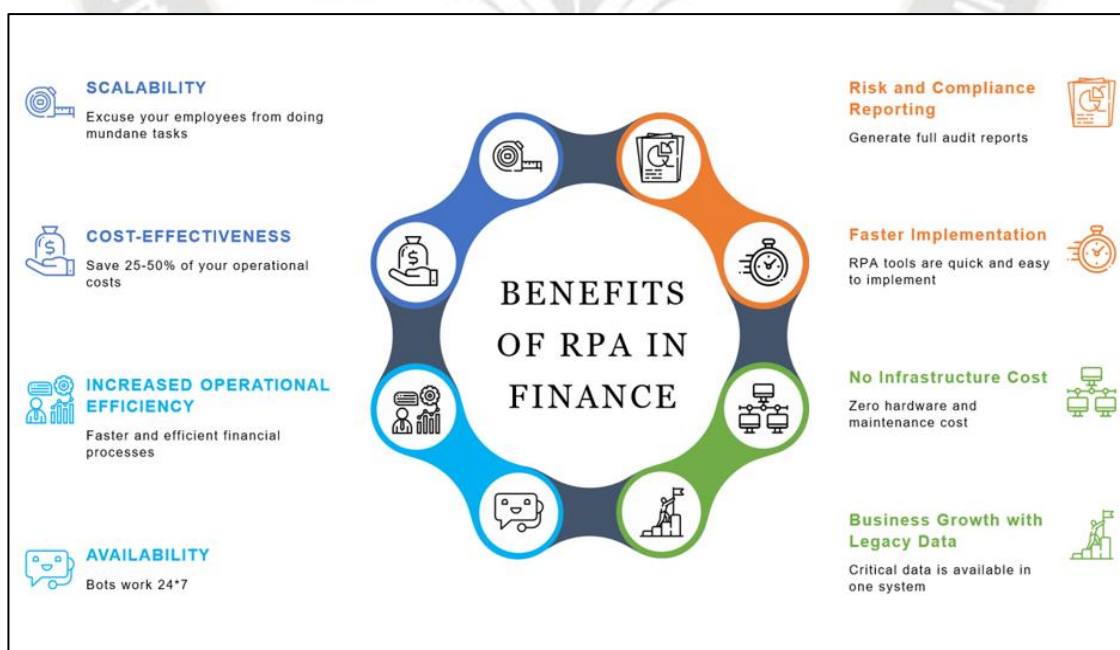 SCALABILITY
Excuse your employees from doing
mundane tasks
COST-EFFECTIVENESS
Save 25-50% of your operational
costs
INCREASED OPERATIONAL
EFFICIENCY
Faster and efficient financial
processes
AVAILABILITY
Bots work 24*7
BENEFITS
OF RPA IN
FINANCE
Risk and Compliance
Reporting
Generate full audit reports
Faster Implementation
RPA tools are quick and easy
to implement
No Infrastructure Cost
Zero hardware and
maintenance cost
Business Growth with
Legacy Data
Critical data is available in
one system